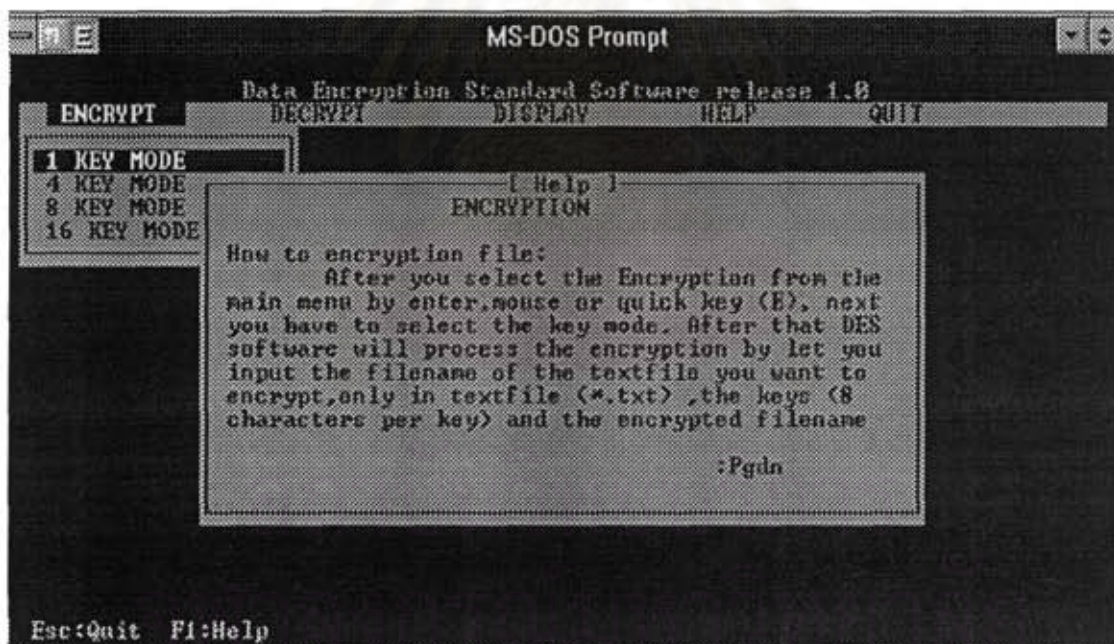 MS-DOS Prompt
Data Encryption Standard Software release 1.0
ENCRYPT DECRYPT DISPLAY HELP QUIT
1 KEY MODE
4 KEY MODE
8 KEY MODE
16 KEY MODE
[ Help ]
ENCRYPTION
How to encryption file:
After you select the Encryption from the
main menu by enter,mouse or quick key (E), next
you have to select the key mode. After that DES
software will process the encryption by let you
input the filename of the textfile you want to
encrypt,only in textfile (*.txt) ,the keys (8
characters per key) and the encrypted filename
:Pgdn
Esc:Quit F1:Help